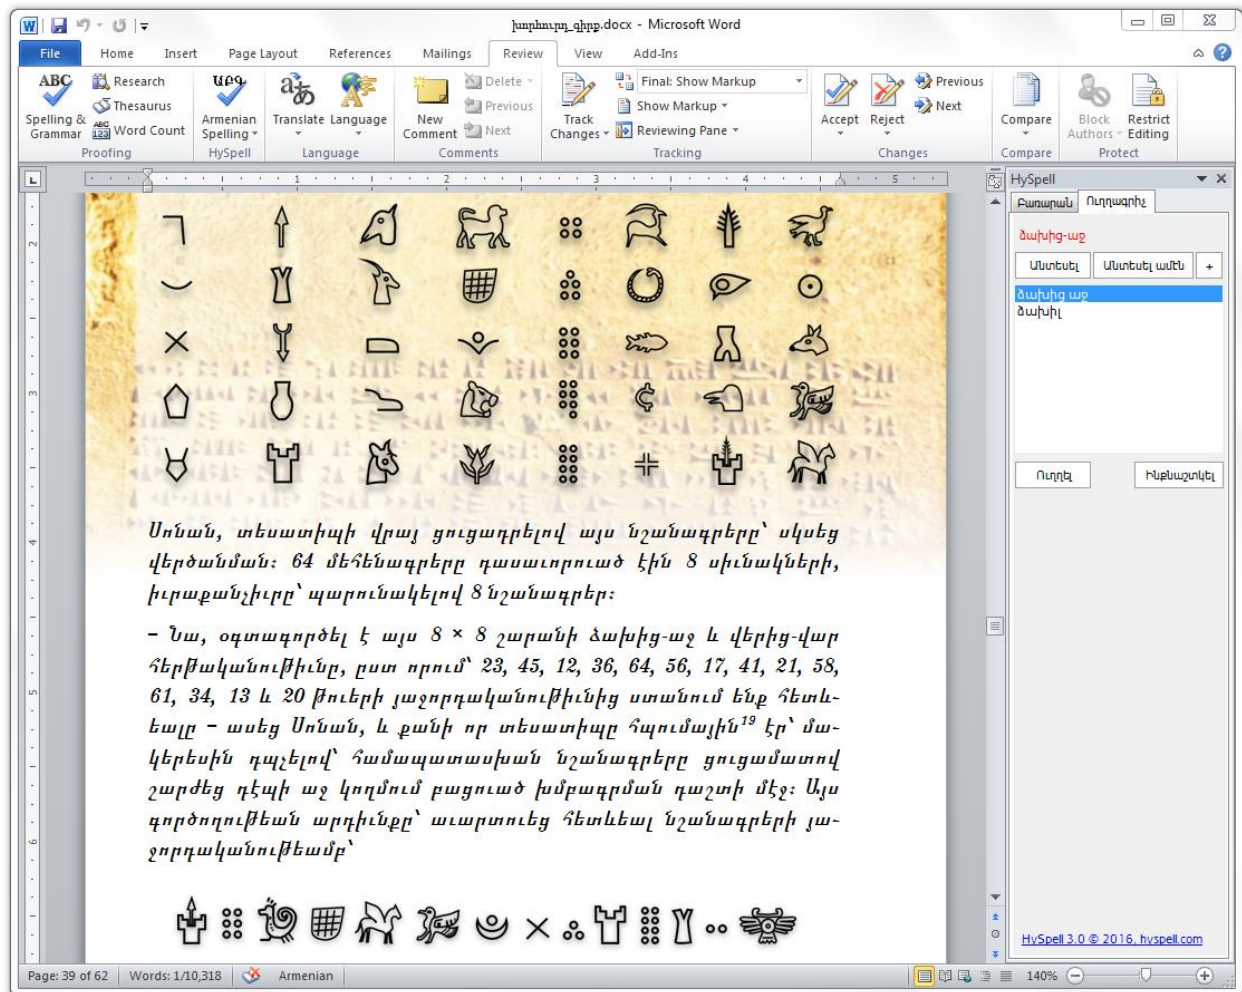 խորհուրդ_գիրք.docx - Microsoft Word
File Home Insert Page Layout References Mailings Review View Add-Ins
ABC Spelling & Grammar
Research
Thesaurus
Word Count
Proofing
ԱԲԳ Armenian Spelling
HySpell
Translate
Language
Language
New Comment
Delete
Previous
Next
Comments
Track Changes
Final: Show Markup
Show Markup
Reviewing Pane
Tracking
Accept
Reject
Previous
Next
Changes
Compare
Compare
Block Authors
Restrict Editing
Protect
Սոնան, տեսատիպի վրայ ցուցադրելով այս նշանագրերը՝ սկսեց
վերծանման։ 64 մեհենագրերը դասաւորուած էին 8 սիւնակների,
իւրաքանչիւրը՝ պարունակելով 8 նշանագրեր։
– Նա, օգտագործել է այս 8 × 8 շարանի ձախից-աջ և վերից-վար
հերթականութիւնը, ըստ որում՝ 23, 45, 12, 36, 64, 56, 17, 41, 21, 58,
61, 34, 13 և 20 թուերի յաջորդականութիւնից ստանում ենք հետև-
եալը – ասեց Սոնան, և քանի որ տեսատիպը հպումային19 էր՝ մա-
կերեսին դպչելով՝ համապատասխան նշանագրերը ցուցամատով
շարժեց դէպի աջ կողմում բացուած խմբագրման դաշտի մէջ։ Այս
գործողութեան արդիւնքը՝ աւարտուեց հետևեալ նշանագրերի յա-
ջորդականութեամբ՝
HySpell
Բառարան Ուղղագրիչ
ձախից-աջ
Անտեսել Անտեսել ամէն +
ձախից աջ
ձախիլ
Ուղղել Ինքնաշտկել
HySpell 3.0 © 2016, hyspell.com
Page: 39 of 62 Words: 1/10,318 Armenian 140%